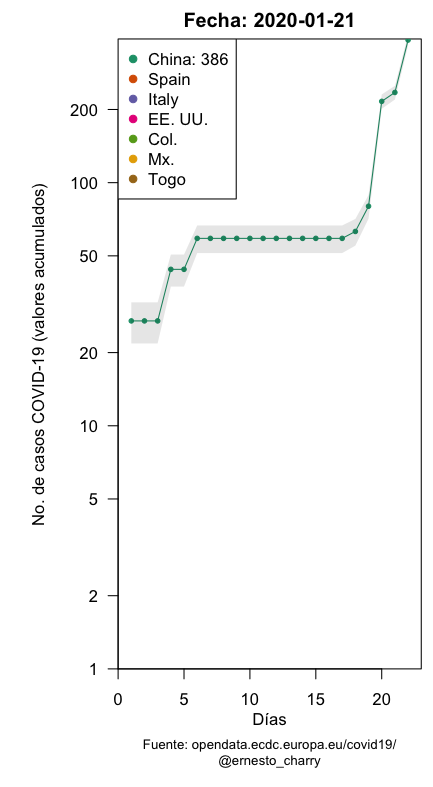 Fecha: 2020-01-21
China: 386
Spain
Italy
EE. UU.
Col.
Mx.
Togo
No. de casos COVID-19 (valores acumulados)
200
100
50
20
10
5
2
1
0 5 10 15 20
Días
Fuente: opendata.ecdc.europa.eu/covid19/
@ernesto_charry